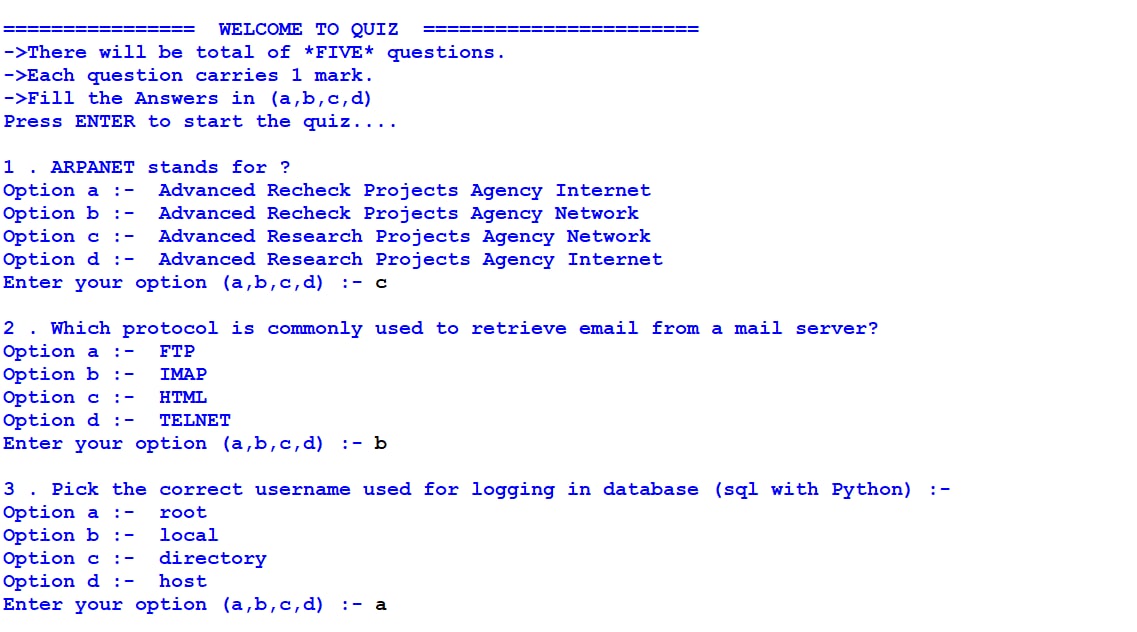 ================  WELCOME TO QUIZ  =======================
->There will be total of *FIVE* questions.
->Each question carries 1 mark.
->Fill the Answers in (a,b,c,d)
Press ENTER to start the quiz....
1 . ARPANET stands for ?
Option a :-  Advanced Recheck Projects Agency Internet
Option b :-  Advanced Recheck Projects Agency Network
Option c :-  Advanced Research Projects Agency Network
Option d :-  Advanced Research Projects Agency Internet
Enter your option (a,b,c,d) :- c
2 . Which protocol is commonly used to retrieve email from a mail server?
Option a :-  FTP
Option b :-  IMAP
Option c :-  HTML
Option d :-  TELNET
Enter your option (a,b,c,d) :- b
3 . Pick the correct username used for logging in database (sql with Python) :-
Option a :-  root
Option b :-  local
Option c :-  directory
Option d :-  host
Enter your option (a,b,c,d) :- a